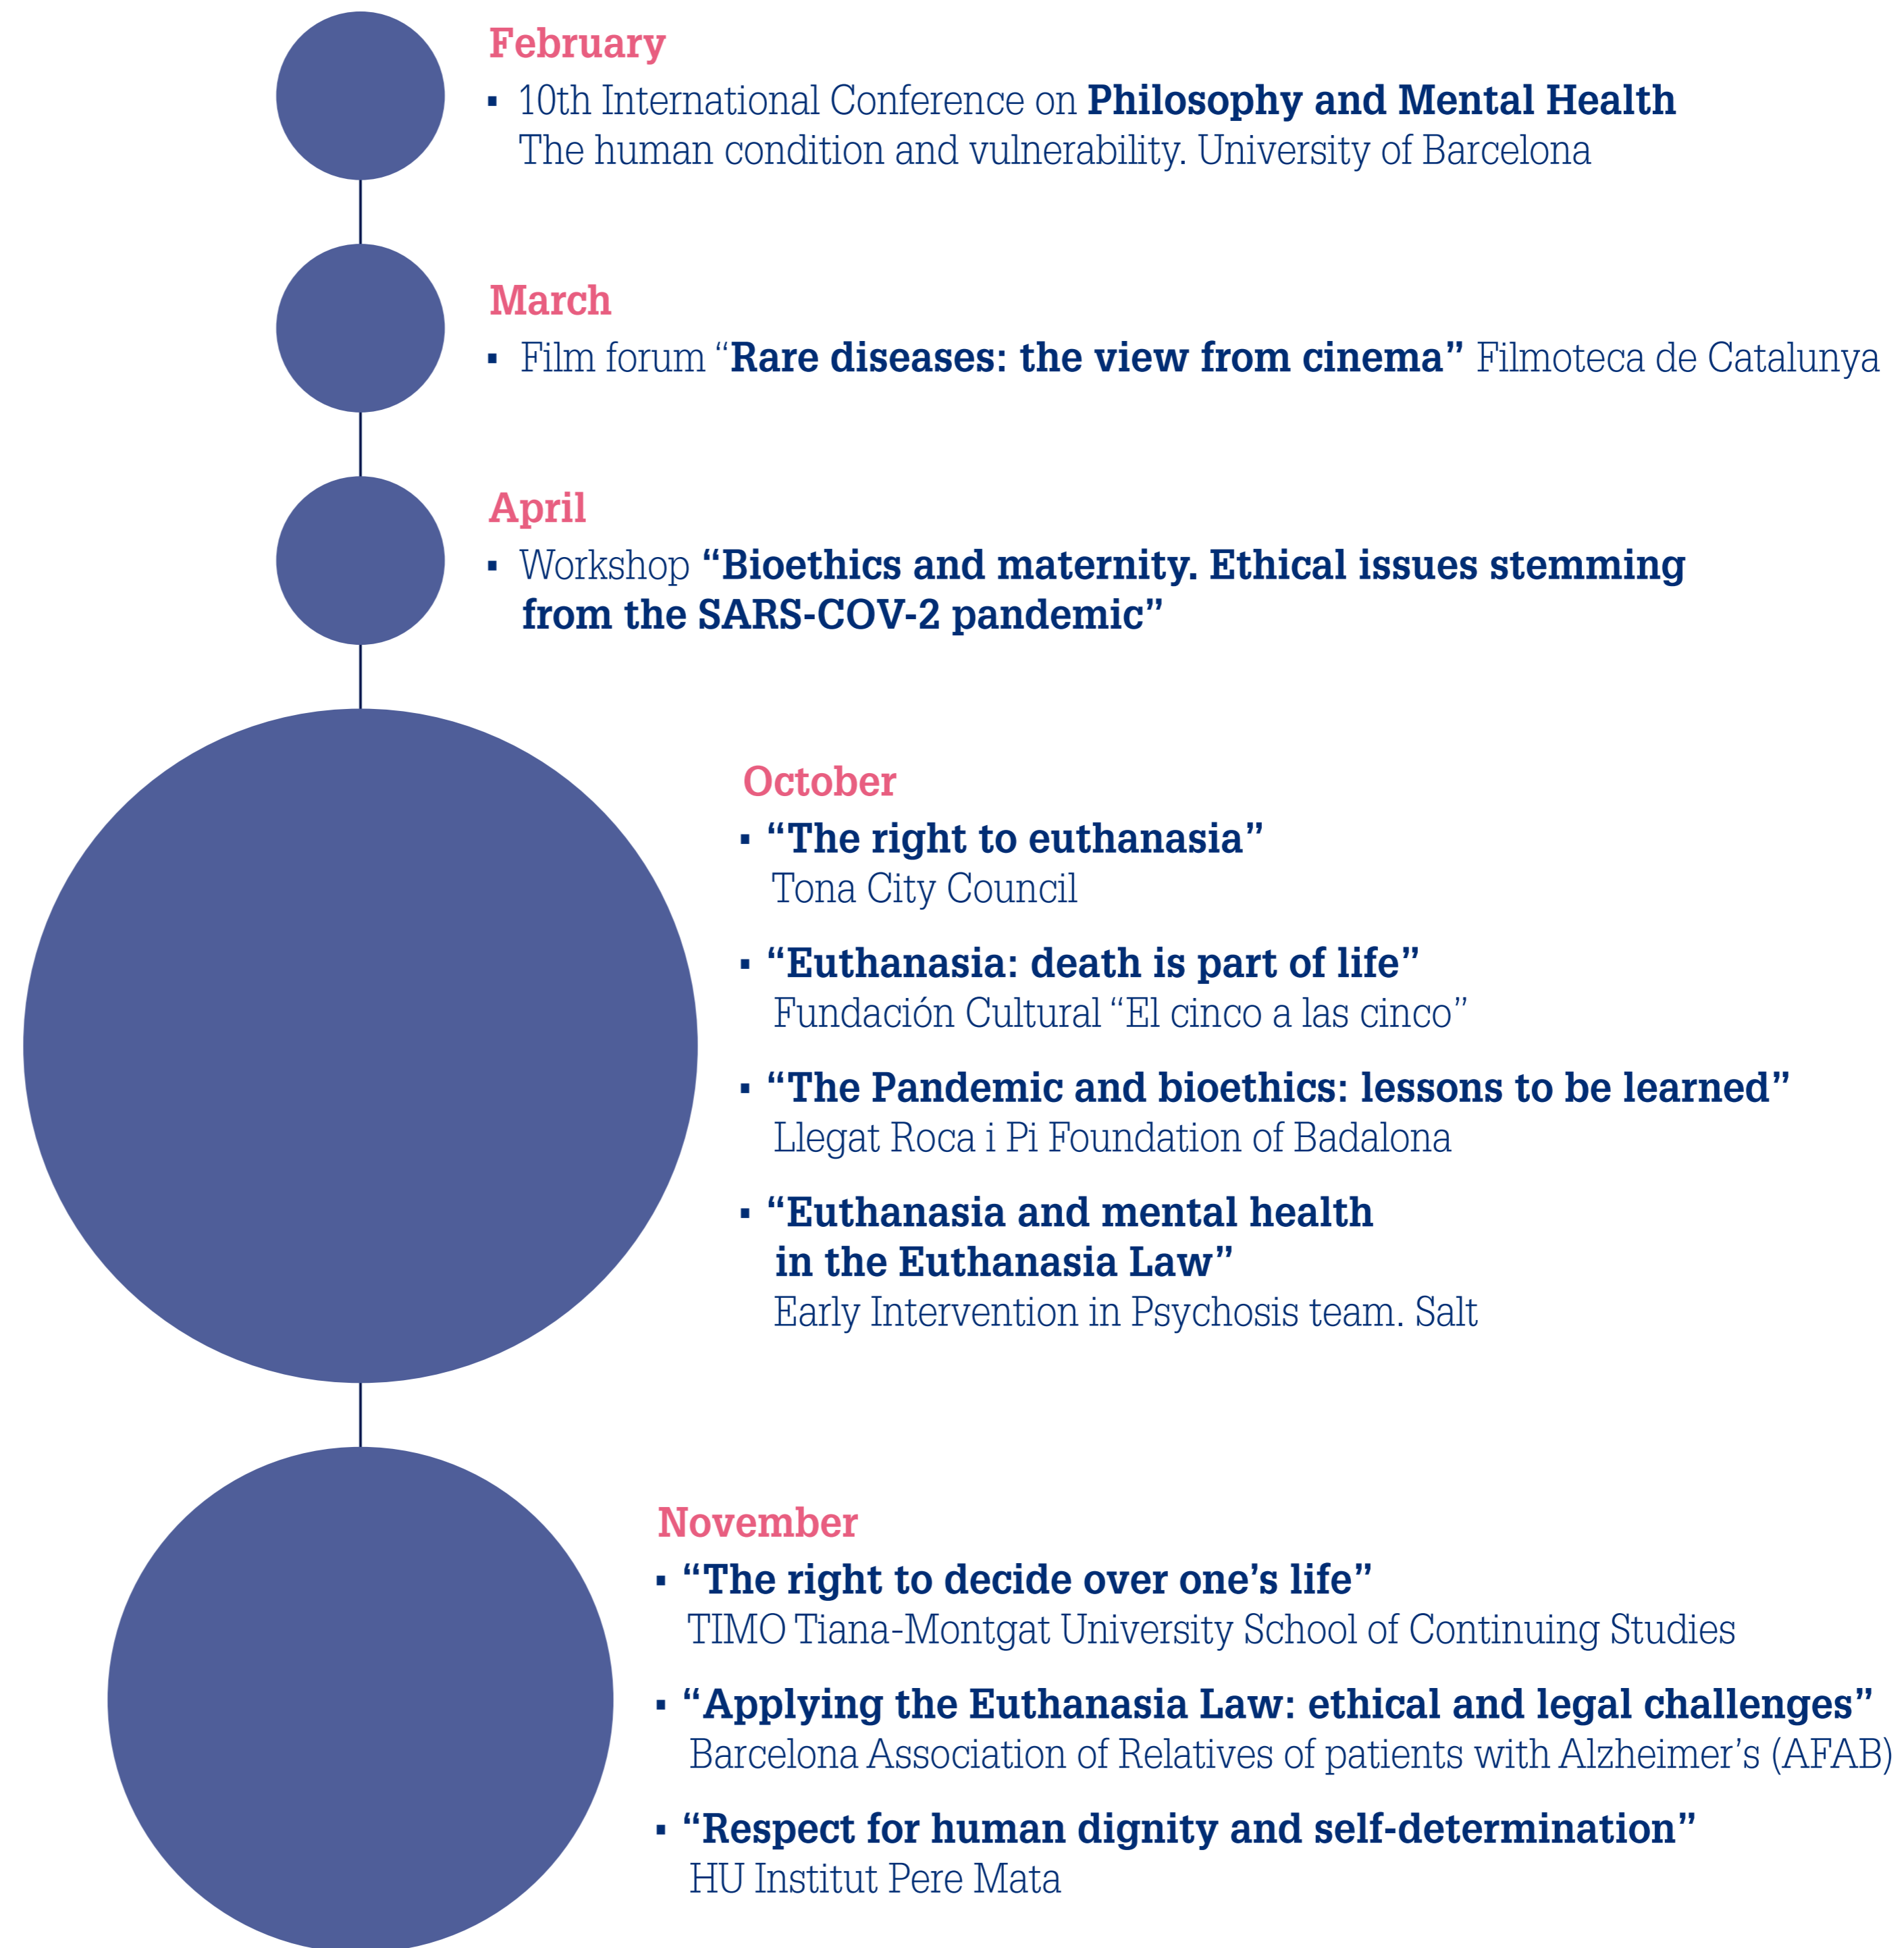 February
▪ 10th International Conference on Philosophy and Mental Health
The human condition and vulnerability. University of Barcelona
March
▪ Film forum “Rare diseases: the view from cinema” Filmoteca de Catalunya
April
▪ Workshop “Bioethics and maternity. Ethical issues stemming
from the SARS-COV-2 pandemic”
October
▪ “The right to euthanasia”
Tona City Council
▪ “Euthanasia: death is part of life”
Fundación Cultural “El cinco a las cinco”
▪ “The Pandemic and bioethics: lessons to be learned”
Llegat Roca i Pi Foundation of Badalona
▪ “Euthanasia and mental health
in the Euthanasia Law”
Early Intervention in Psychosis team. Salt
November
▪ “The right to decide over one’s life”
TIMO Tiana-Montgat University School of Continuing Studies
▪ “Applying the Euthanasia Law: ethical and legal challenges”
Barcelona Association of Relatives of patients with Alzheimer’s (AFAB)
▪ “Respect for human dignity and self-determination”
HU Institut Pere Mata